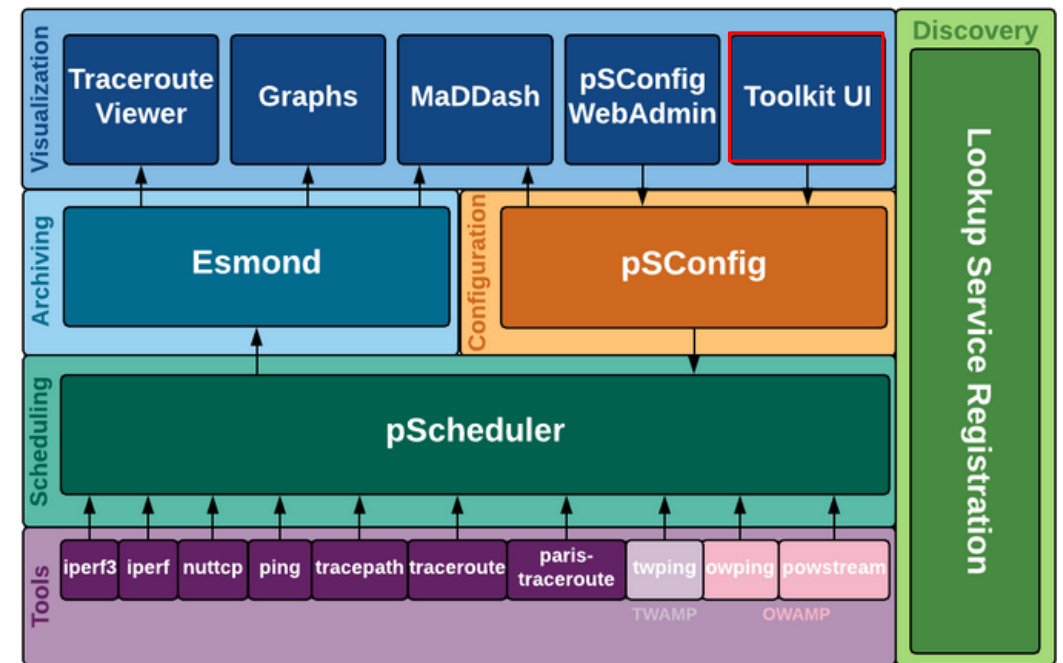 Visualization
Traceroute
Viewer
Graphs
MaDDash
pSConfig
WebAdmin
Toolkit UI
Discovery
Lookup Service Registration
Archiving
Esmond
Configuration
pSConfig
Scheduling
pScheduler
Tools
iperf3
iperf
nuttcp
ping
tracepath
traceroute
paris-
traceroute
twping
owping
powstream
TWAMP
OWAMP